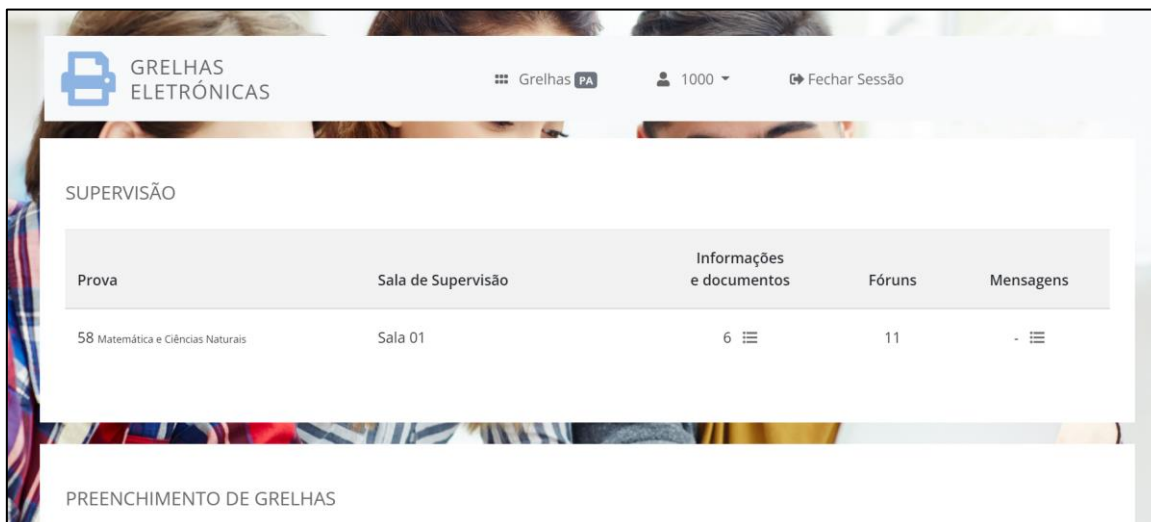 GRELHAS
ELETRÓNICAS
Grelhas PA
1000
Fechar Sessão
SUPERVISÃO
Prova
Sala de Supervisão
Informações
e documentos
Fóruns
Mensagens
58 Matemática e Ciências Naturais
Sala 01
6
11
-
PREENCHIMENTO DE GRELHAS